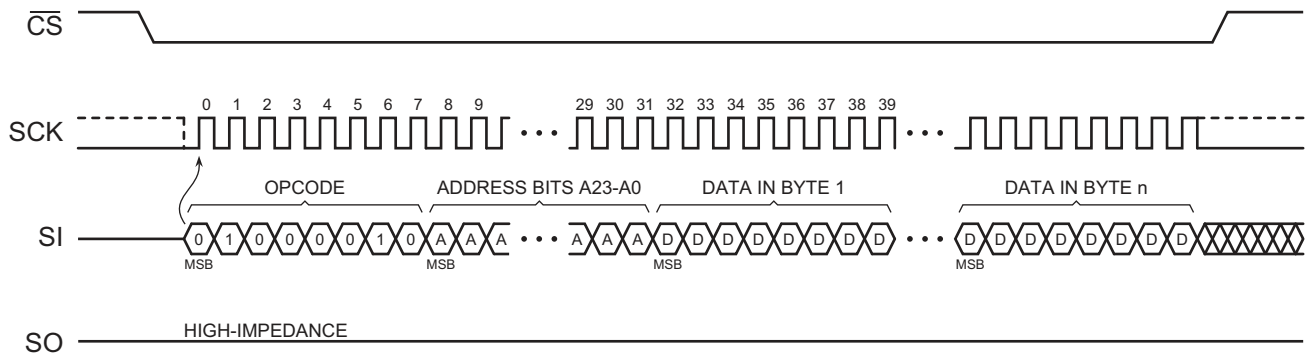 CS
0 1 2 3 4 5 6 7 8 9 29 30 31 32 33 34 35 36 37 38 39
SCK
OPCODE ADDRESS BITS A23-A0 DATA IN BYTE 1 DATA IN BYTE n
SI 0 1 0 0 0 0 1 0 A A A A A A D D D D D D D D D D D D D D D D
MSB MSB MSB MSB
HIGH-IMPEDANCE
SO